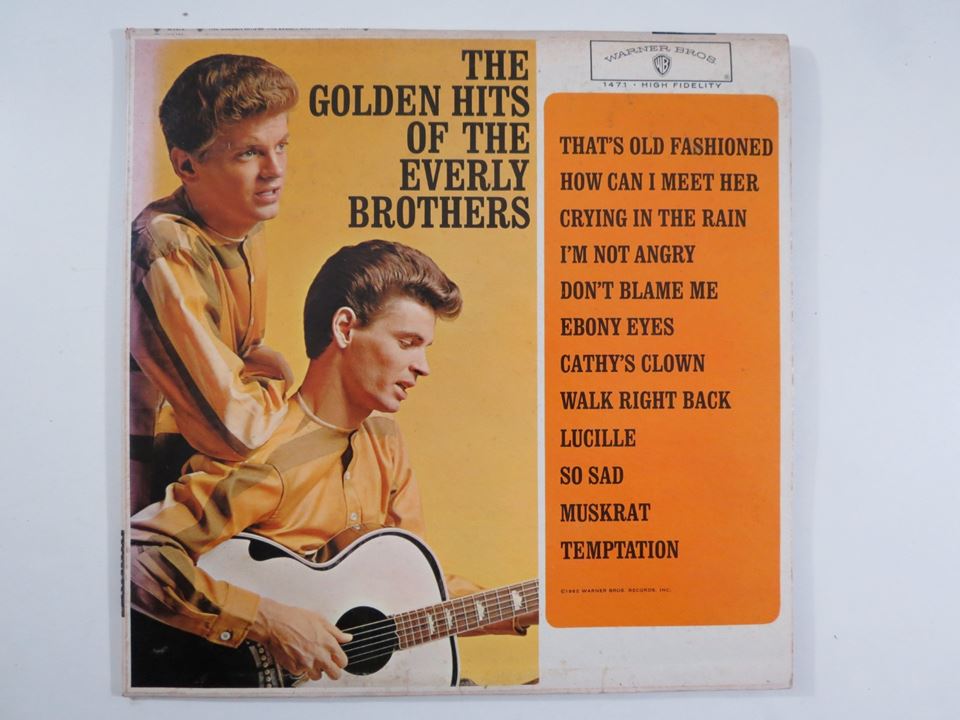 THE
GOLDEN HITS
OF THE
EVERLY
BROTHERS
WARNER BROS.
WB
1471 · HIGH FIDELITY
THAT'S OLD FASHIONED
HOW CAN I MEET HER
CRYING IN THE RAIN
I'M NOT ANGRY
DON'T BLAME ME
EBONY EYES
CATHY'S CLOWN
WALK RIGHT BACK
LUCILLE
SO SAD
MUSKRAT
TEMPTATION
©1962 WARNER BROS. RECORDS, INC.